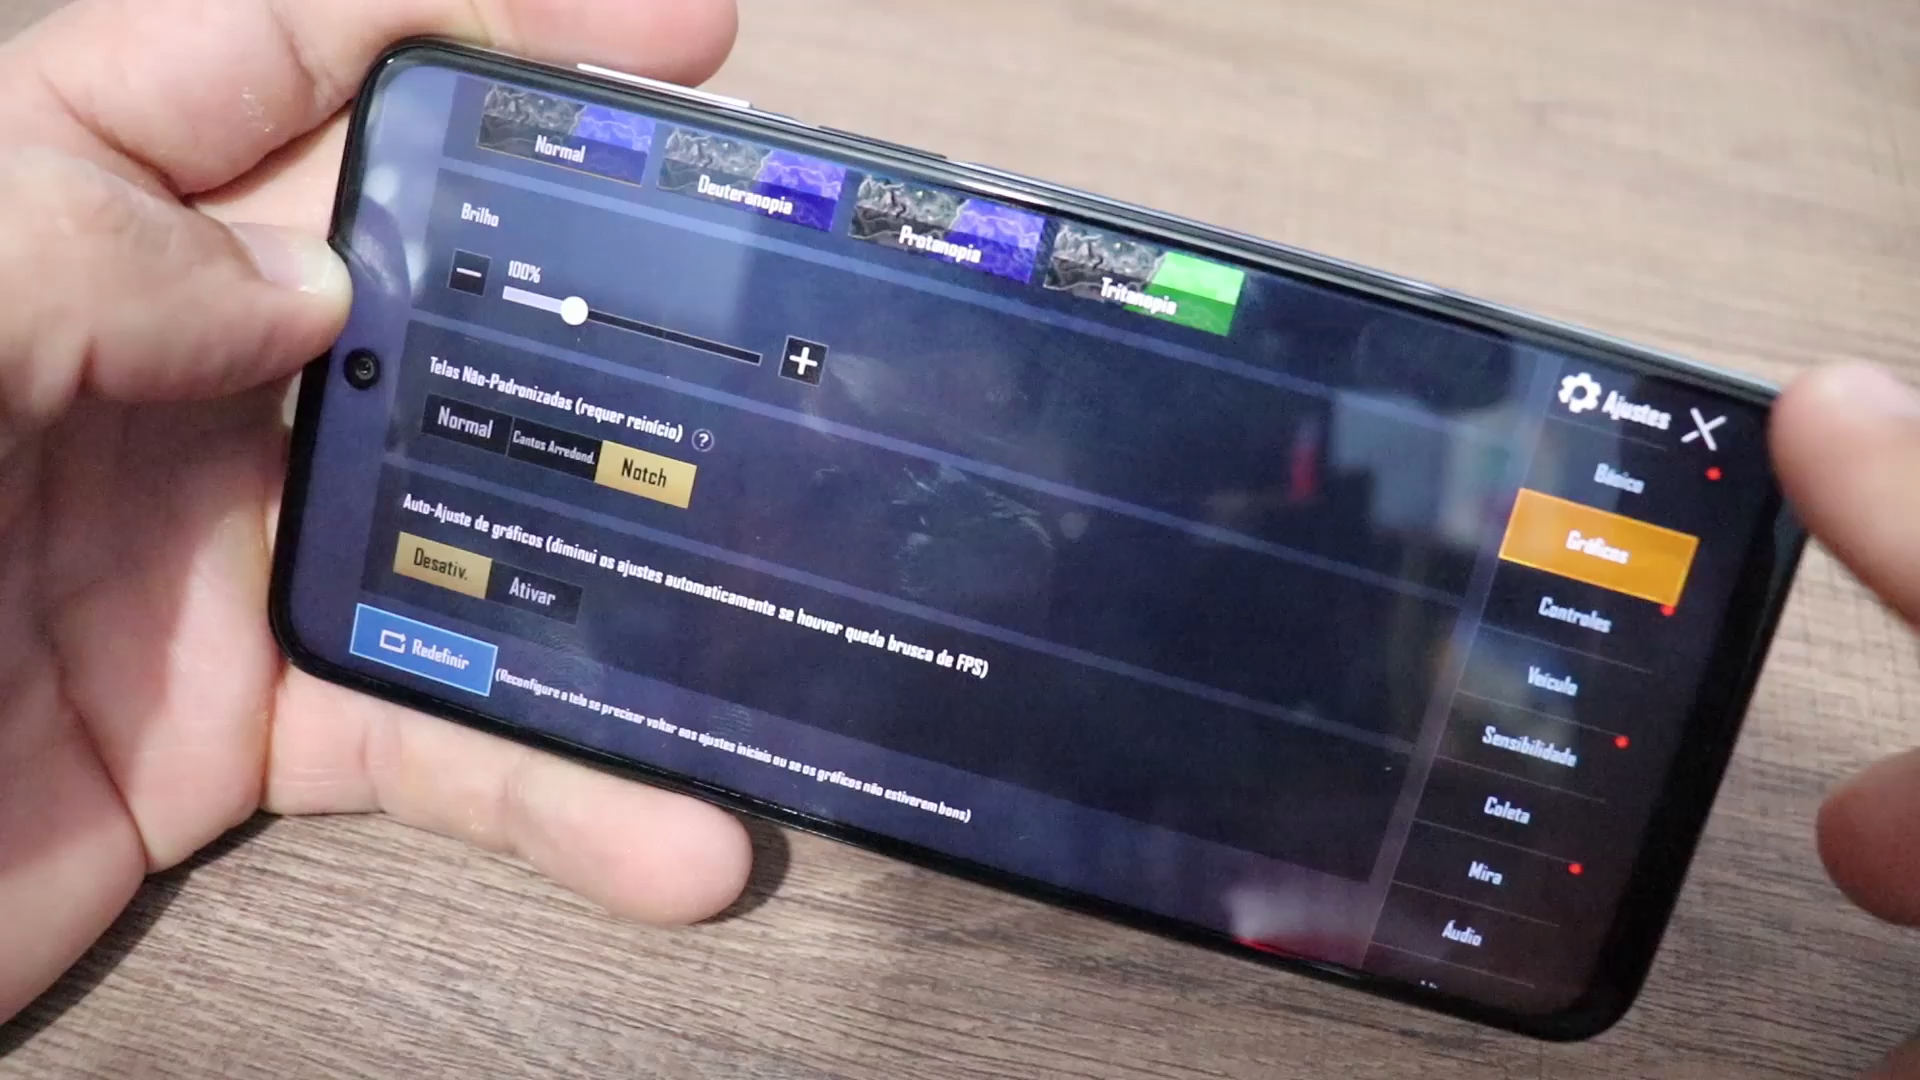 Normal
Deuteranopia
Protanopia
Tritanopia
Brilho
100%
Telas Não-Padronizadas (requer reinício) ?
Normal
Cantos Arredond.
Notch
Auto-Ajuste de gráficos (diminui os ajustes automaticamente se houver queda brusca de FPS)
Desativ.
Ativar
Redefinir
(Reconfigure a tela se precisar voltar aos ajustes iniciais ou se os gráficos não estiverem bons)
Ajustes
Básico
Gráficos
Controles
Veículo
Sensibilidade
Coleta
Mira
Áudio